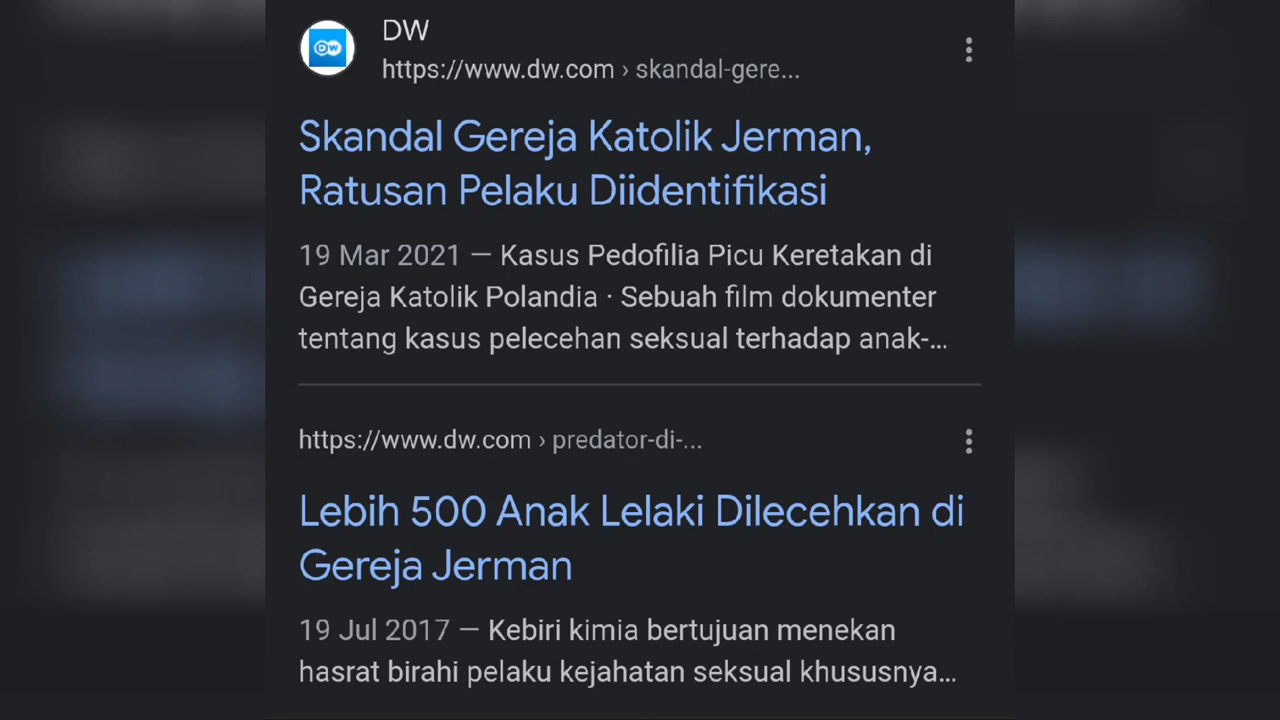 DW
https://www.dw.com › skandal-gere...
Skandal Gereja Katolik Jerman,
Ratusan Pelaku Diidentifikasi
19 Mar 2021 — Kasus Pedofilia Picu Keretakan di
Gereja Katolik Polandia · Sebuah film dokumenter
tentang kasus pelecehan seksual terhadap anak-...
https://www.dw.com › predator-di-...
Lebih 500 Anak Lelaki Dilecehkan di
Gereja Jerman
19 Jul 2017 — Kebiri kimia bertujuan menekan
hasrat birahi pelaku kejahatan seksual khususnya...